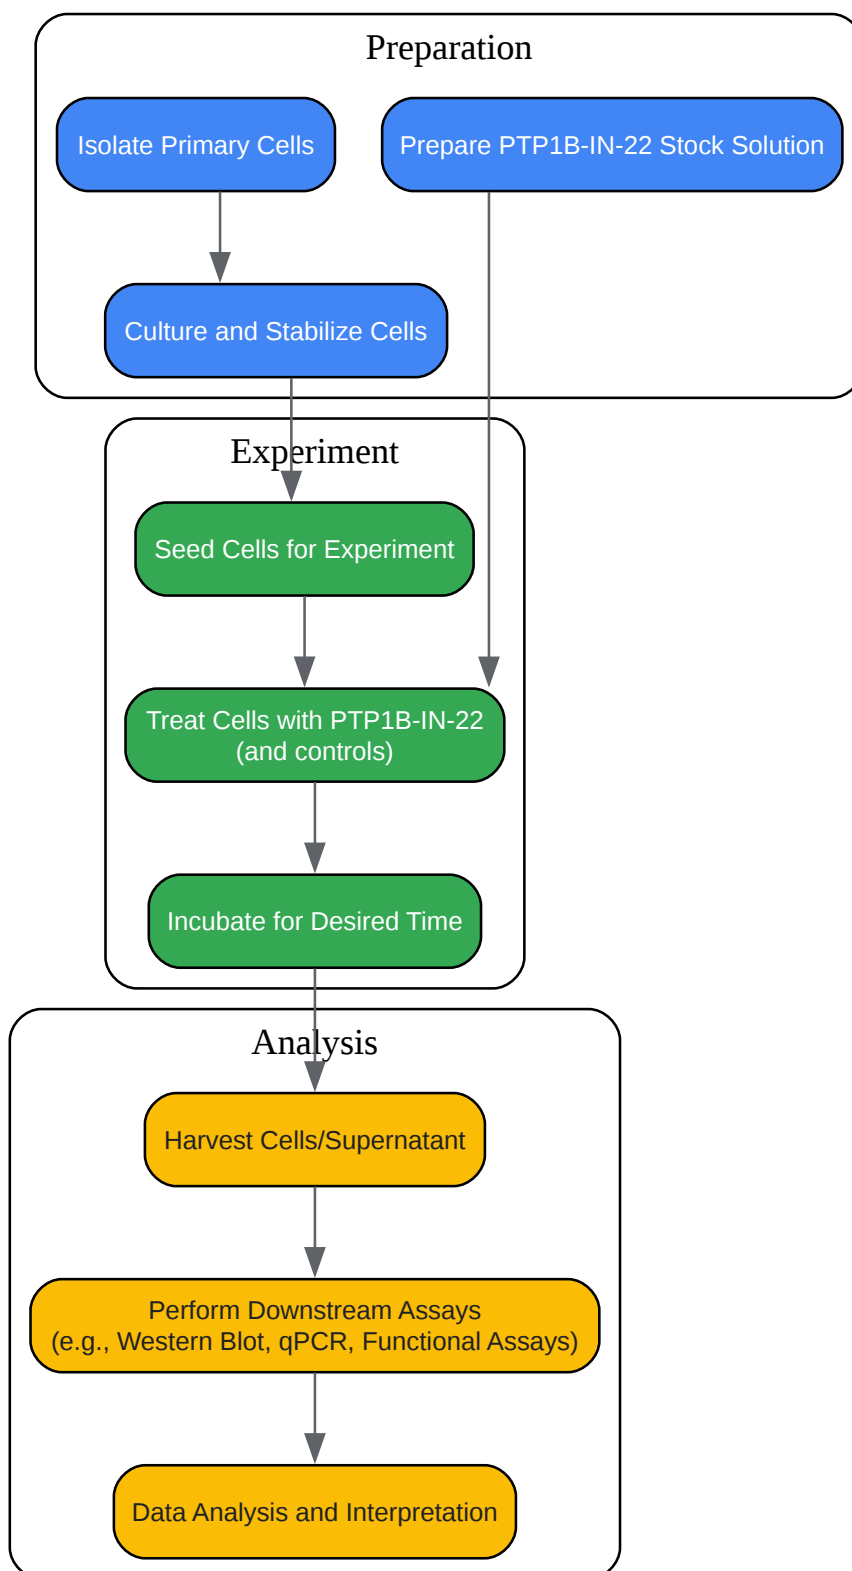 Preparation
Isolate Primary Cells
Prepare PTP1B-IN-22 Stock Solution
Culture and Stabilize Cells
Experiment
Seed Cells for Experiment
Treat Cells with PTP1B-IN-22
(and controls)
Incubate for Desired Time
Analysis
Harvest Cells/Supernatant
Perform Downstream Assays
(e.g., Western Blot, qPCR, Functional Assays)
Data Analysis and Interpretation